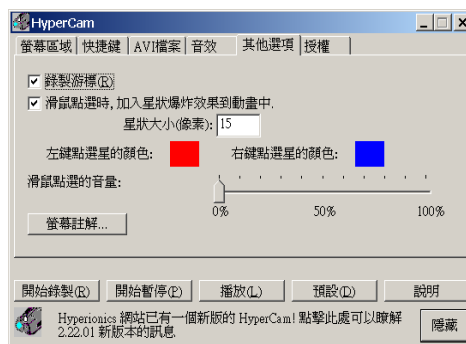 HyperCam
螢幕區域 快捷鍵 AVI檔案 音效 其他選項 授權
錄製游標(R)
滑鼠點選時, 加入星狀爆炸效果到動畫中.
星狀大小(像素): 15
左鍵點選星的顏色: 右鍵點選星的顏色:
滑鼠點選的音量:
0% 50% 100%
螢幕註解...
開始錄製(R) 開始暫停(P) 播放(L) 預設(D) 說明
Hyperionics 網站已有一個新版的 HyperCam! 點擊此處可以瞭解
2.22.01 新版本的訊息.
隱藏